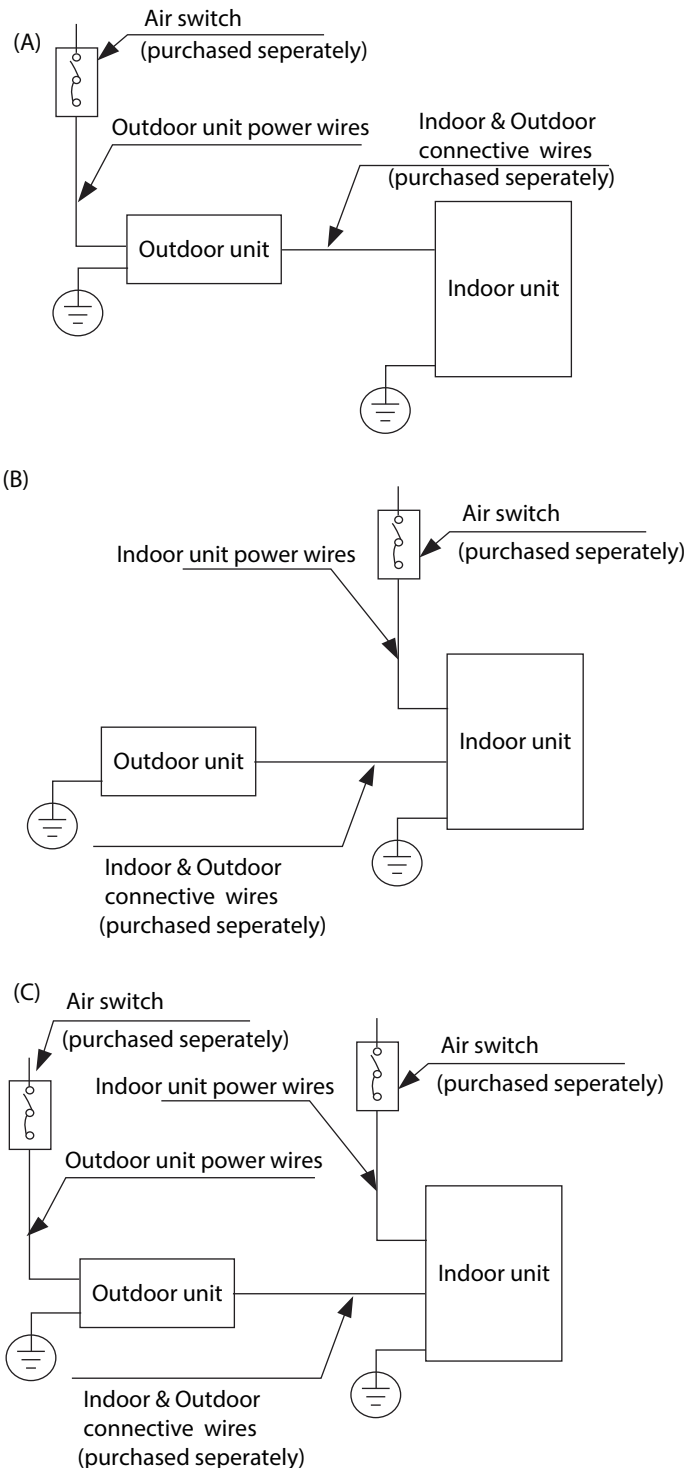 (A)
Air switch
(purchased seperately)
Outdoor unit power wires
Indoor & Outdoor
connective wires
(purchased seperately)
Outdoor unit
Indoor unit
(B)
Air switch
(purchased seperately)
Indoor unit power wires
Indoor unit
Outdoor unit
Indoor & Outdoor
connective wires
(purchased seperately)
(C)
Air switch
(purchased seperately)
Air switch
(purchased seperately)
Indoor unit power wires
Outdoor unit power wires
Indoor unit
Outdoor unit
Indoor & Outdoor
connective wires
(purchased seperately)